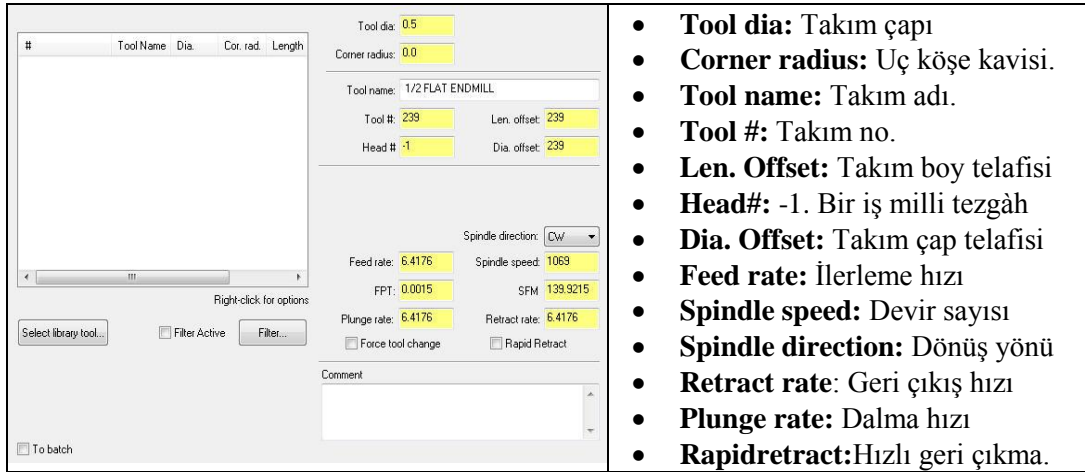 # Tool Name Dia. Cor. rad. Length
Right-click for options
Select library tool... Filter Active Filter...
To batch
Tool dia: 0.5
Corner radius: 0.0
Tool name: 1/2 FLAT ENDMILL
Tool #: 239 Len. offset: 239
Head # -1 Dia. offset: 239
Spindle direction: CW
Feed rate: 6.4176 Spindle speed: 1069
FPT: 0.0015 SFM 139.9215
Plunge rate: 6.4176 Retract rate: 6.4176
Force tool change Rapid Retract
Comment
• Tool dia: Takım çapı
• Corner radius: Uç köşe kavisi.
• Tool name: Takım adı.
• Tool #: Takım no.
• Len. Offset: Takım boy telafisi
• Head#: -1. Bir iş milli tezgàh
• Dia. Offset: Takım çap telafisi
• Feed rate: İlerleme hızı
• Spindle speed: Devir sayısı
• Spindle direction: Dönüş yönü
• Retract rate: Geri çıkış hızı
• Plunge rate: Dalma hızı
• Rapidretract:Hızlı geri çıkma.